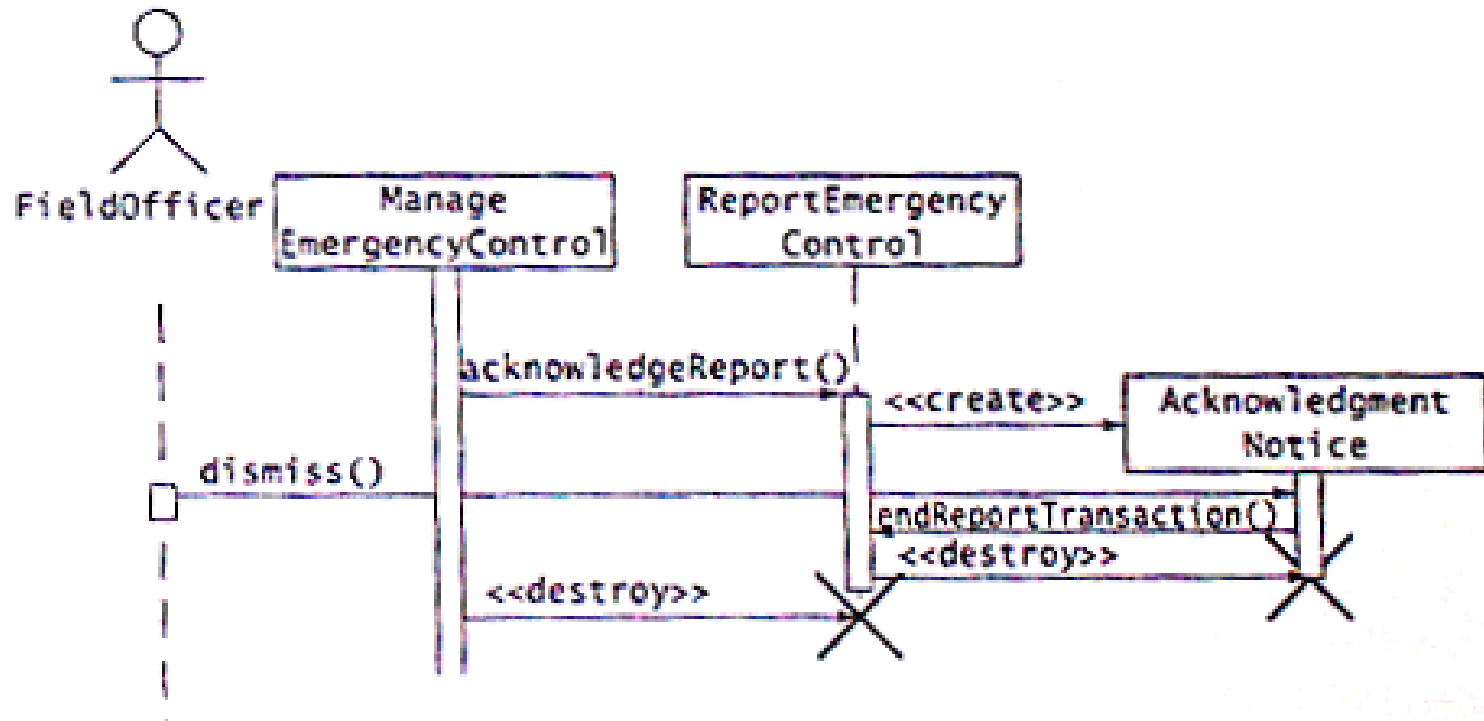 FieldOfficer
Manage
EmergencyControl
ReportEmergency
Control
acknowledgeReport()
<<create>>
Acknowledgment
Notice
dismiss()
endReportTransaction()
<<destroy>>
<<destroy>>